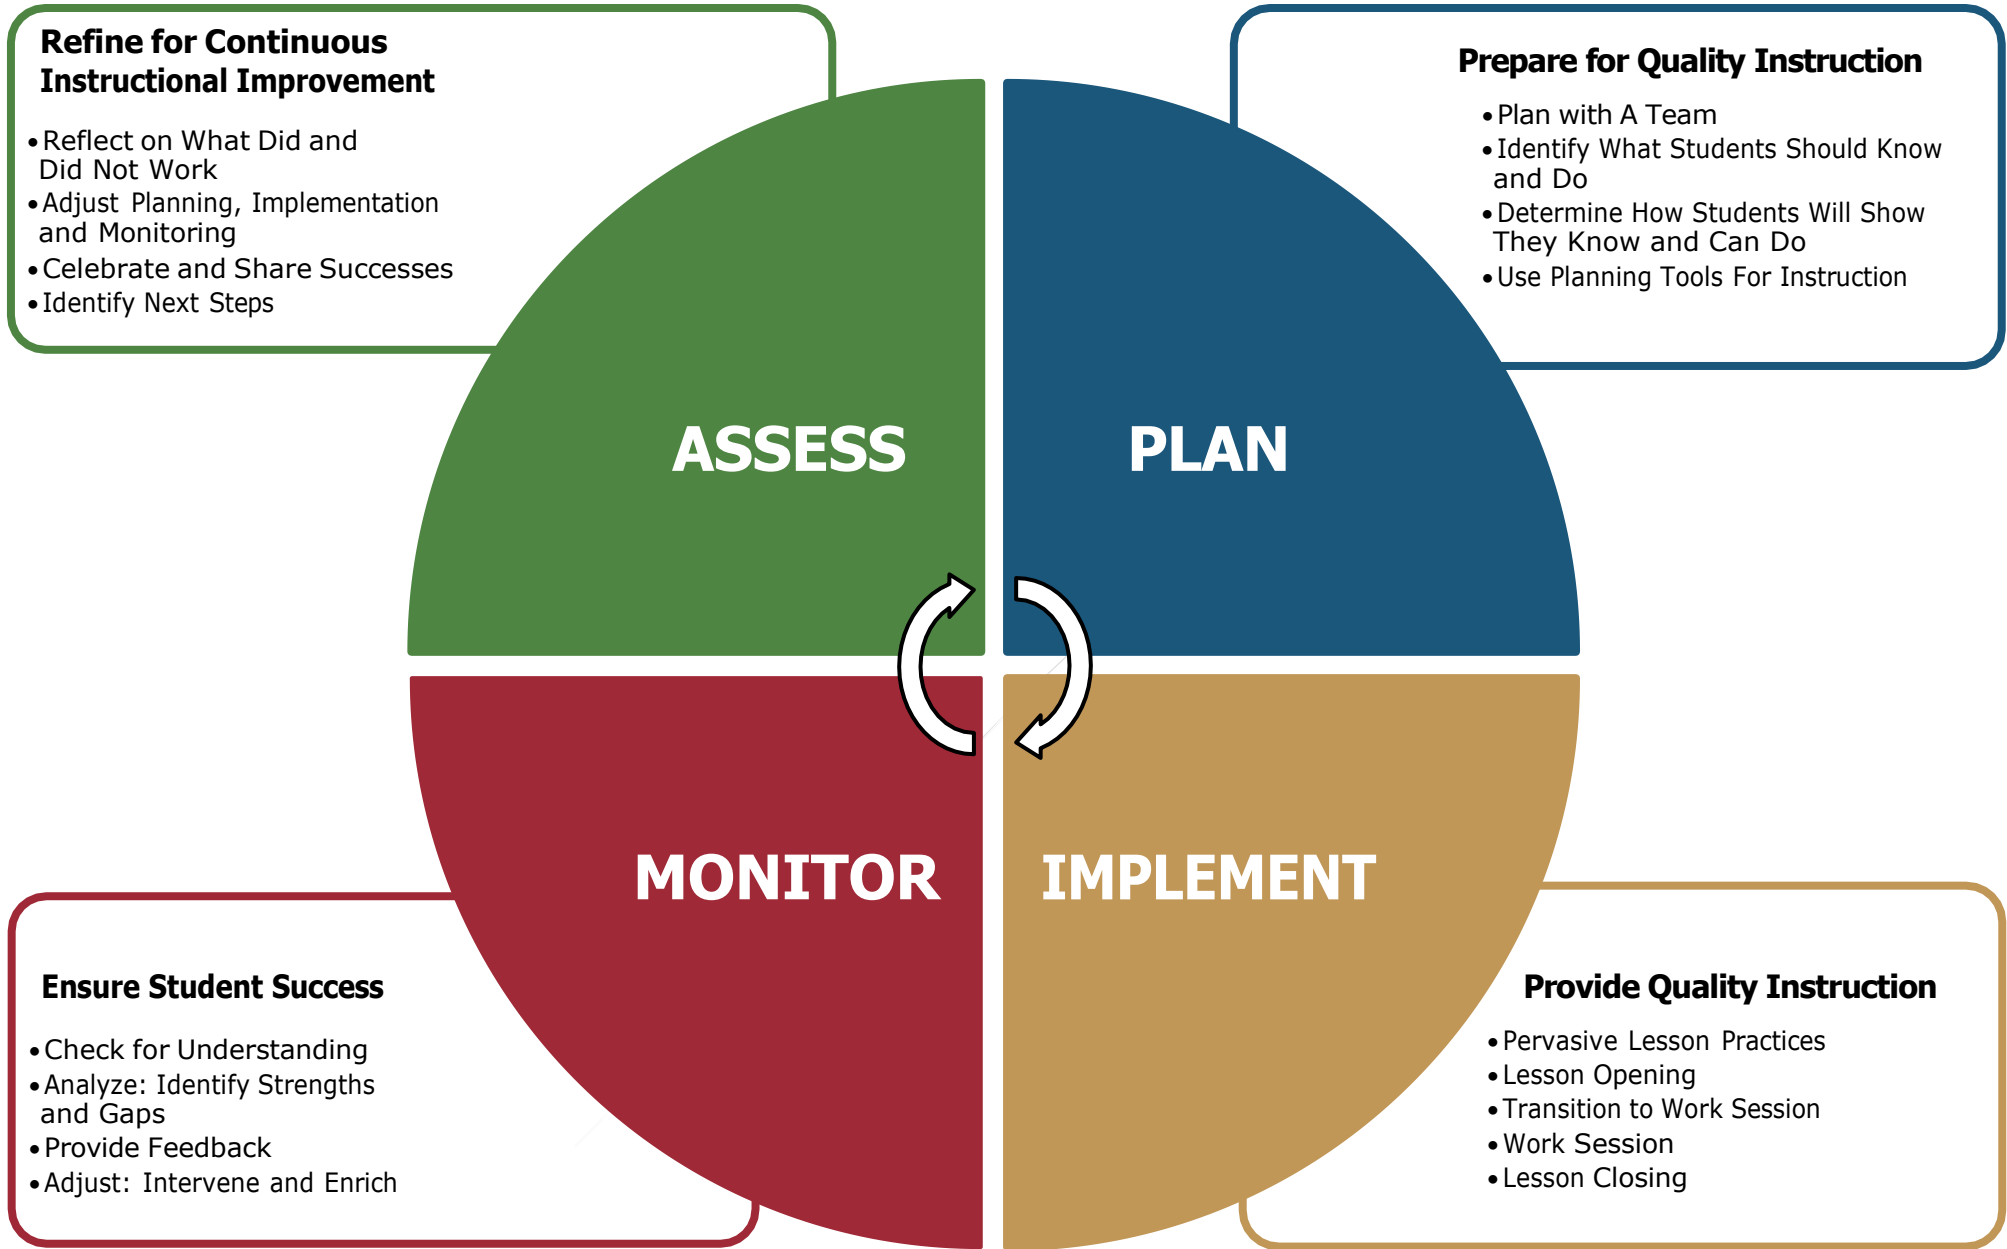 Refine for Continuous
Instructional Improvement
•Reflect on What Did and
Did Not Work
•Adjust Planning, Implementation
and Monitoring
•Celebrate and Share Successes
•Identify Next Steps
Prepare for Quality Instruction
•Plan with A Team
•Identify What Students Should Know
and Do
•Determine How Students Will Show
They Know and Can Do
•Use Planning Tools For Instruction
ASSESS
PLAN
MONITOR
IMPLEMENT
Ensure Student Success
•Check for Understanding
•Analyze: Identify Strengths
and Gaps
•Provide Feedback
•Adjust: Intervene and Enrich
Provide Quality Instruction
•Pervasive Lesson Practices
•Lesson Opening
•Transition to Work Session
•Work Session
•Lesson Closing